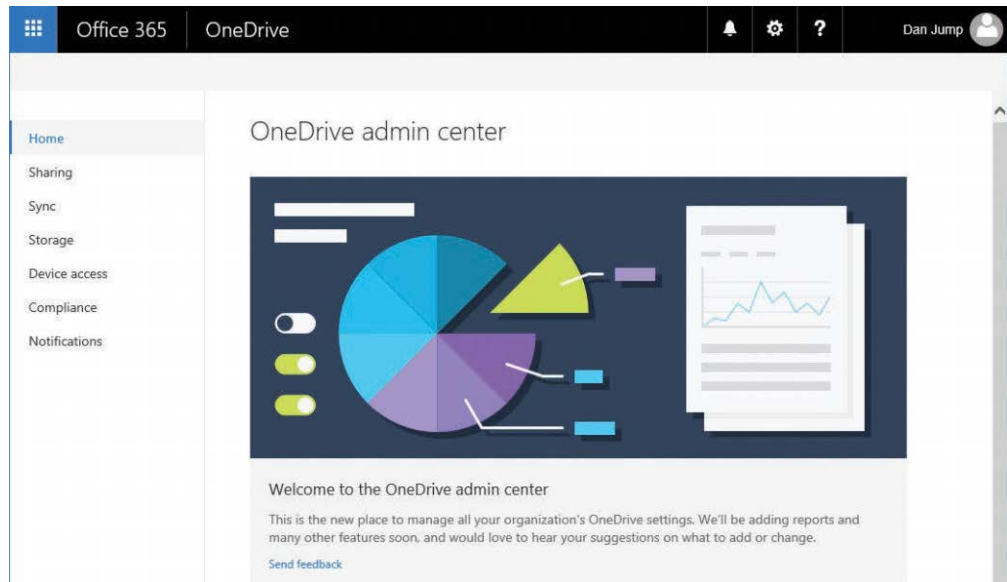 Office 365 OneDrive ? Dan Jump
OneDrive admin center
Home
Sharing
Sync
Storage
Device access
Compliance
Notifications
Welcome to the OneDrive admin center
This is the new place to manage all your organization's OneDrive settings. We'll be adding reports and
many other features soon, and would love to hear your suggestions on what to add or change.
Send feedback